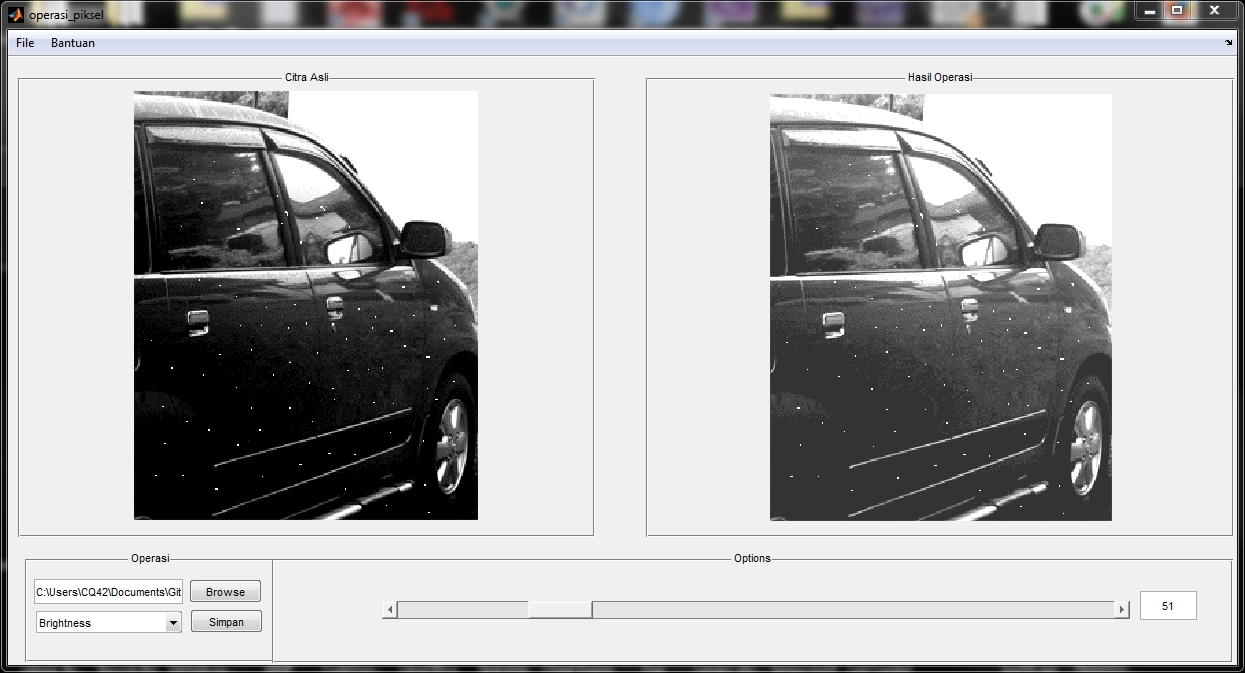 operasi_piksel
File Bantuan
Citra Asli
Hasil Operasi
Operasi
C:\Users\CQ42\Documents\Git
Browse
Brightness
Simpan
Options
51